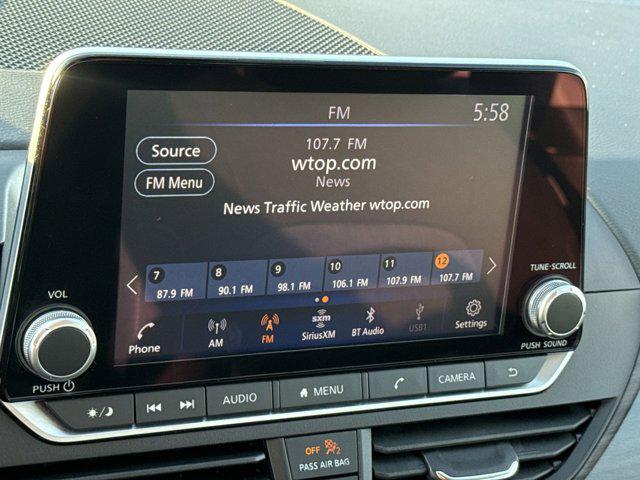 FM
5:58
Source
107.7 FM
wtop.com
FM Menu
News
News Traffic Weather wtop.com
7
8
9
10
11
12
87.9 FM
90.1 FM
98.1 FM
106.1 FM
107.9 FM
107.7 FM
TUNE•SCROLL
VOL
Phone
AM
FM
sxm
SiriusXM
BT Audio
USB1
Settings
PUSH
PUSH SOUND
AUDIO
MENU
CAMERA
OFF
2
PASS AIR BAG